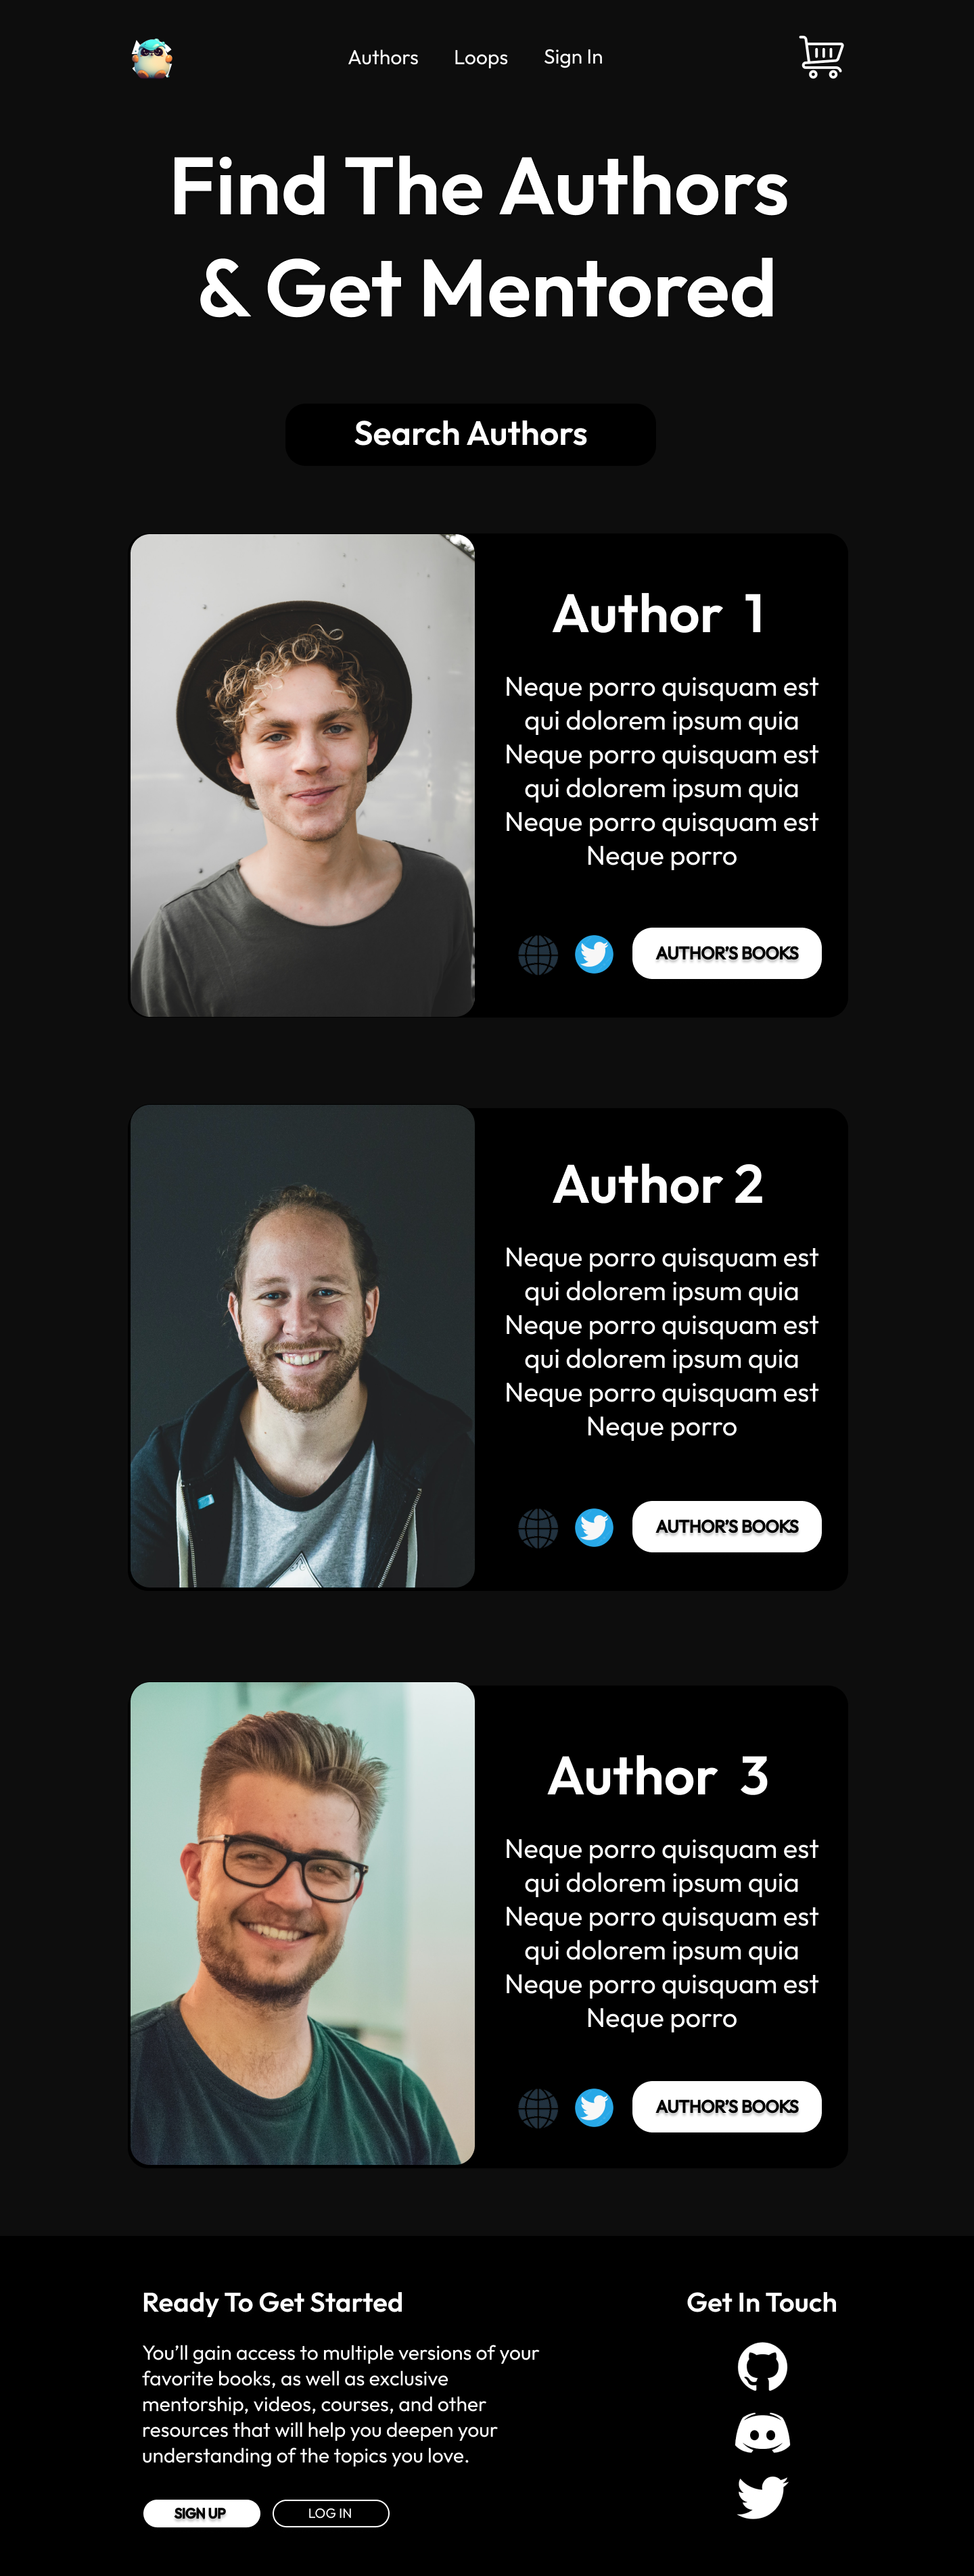 Authors
Loops
Sign In
Find The Authors
& Get Mentored
Search Authors
Author 1
Neque porro quisquam est
qui dolorem ipsum quia
Neque porro quisquam est
qui dolorem ipsum quia
Neque porro quisquam est
Neque porro
AUTHOR'S BOOKS
Author 2
Neque porro quisquam est
qui dolorem ipsum quia
Neque porro quisquam est
qui dolorem ipsum quia
Neque porro quisquam est
Neque porro
AUTHOR'S BOOKS
Author 3
Neque porro quisquam est
qui dolorem ipsum quia
Neque porro quisquam est
qui dolorem ipsum quia
Neque porro quisquam est
Neque porro
AUTHOR'S BOOKS
Ready To Get Started
You’ll gain access to multiple versions of your
favorite books, as well as exclusive
mentorship, videos, courses, and other
resources that will help you deepen your
understanding of the topics you love.
SIGN UP
LOG IN
Get In Touch